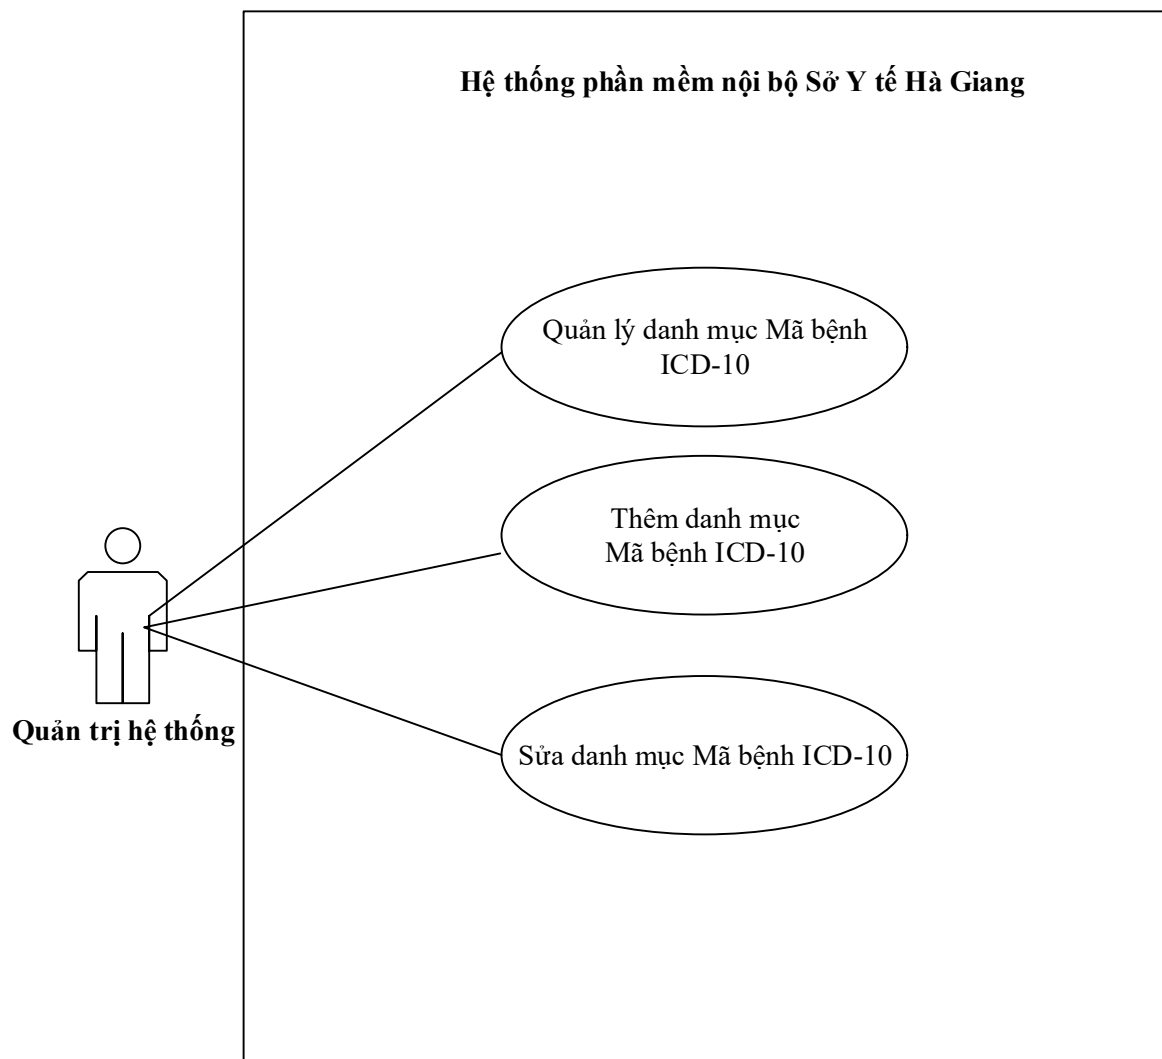 Hệ thống phần mềm nội bộ Sở Y tế Hà Giang
Quản lý danh mục Mã bệnh
ICD-10
Thêm danh mục
Mã bệnh ICD-10
Quản trị hệ thống
Sửa danh mục Mã bệnh ICD-10